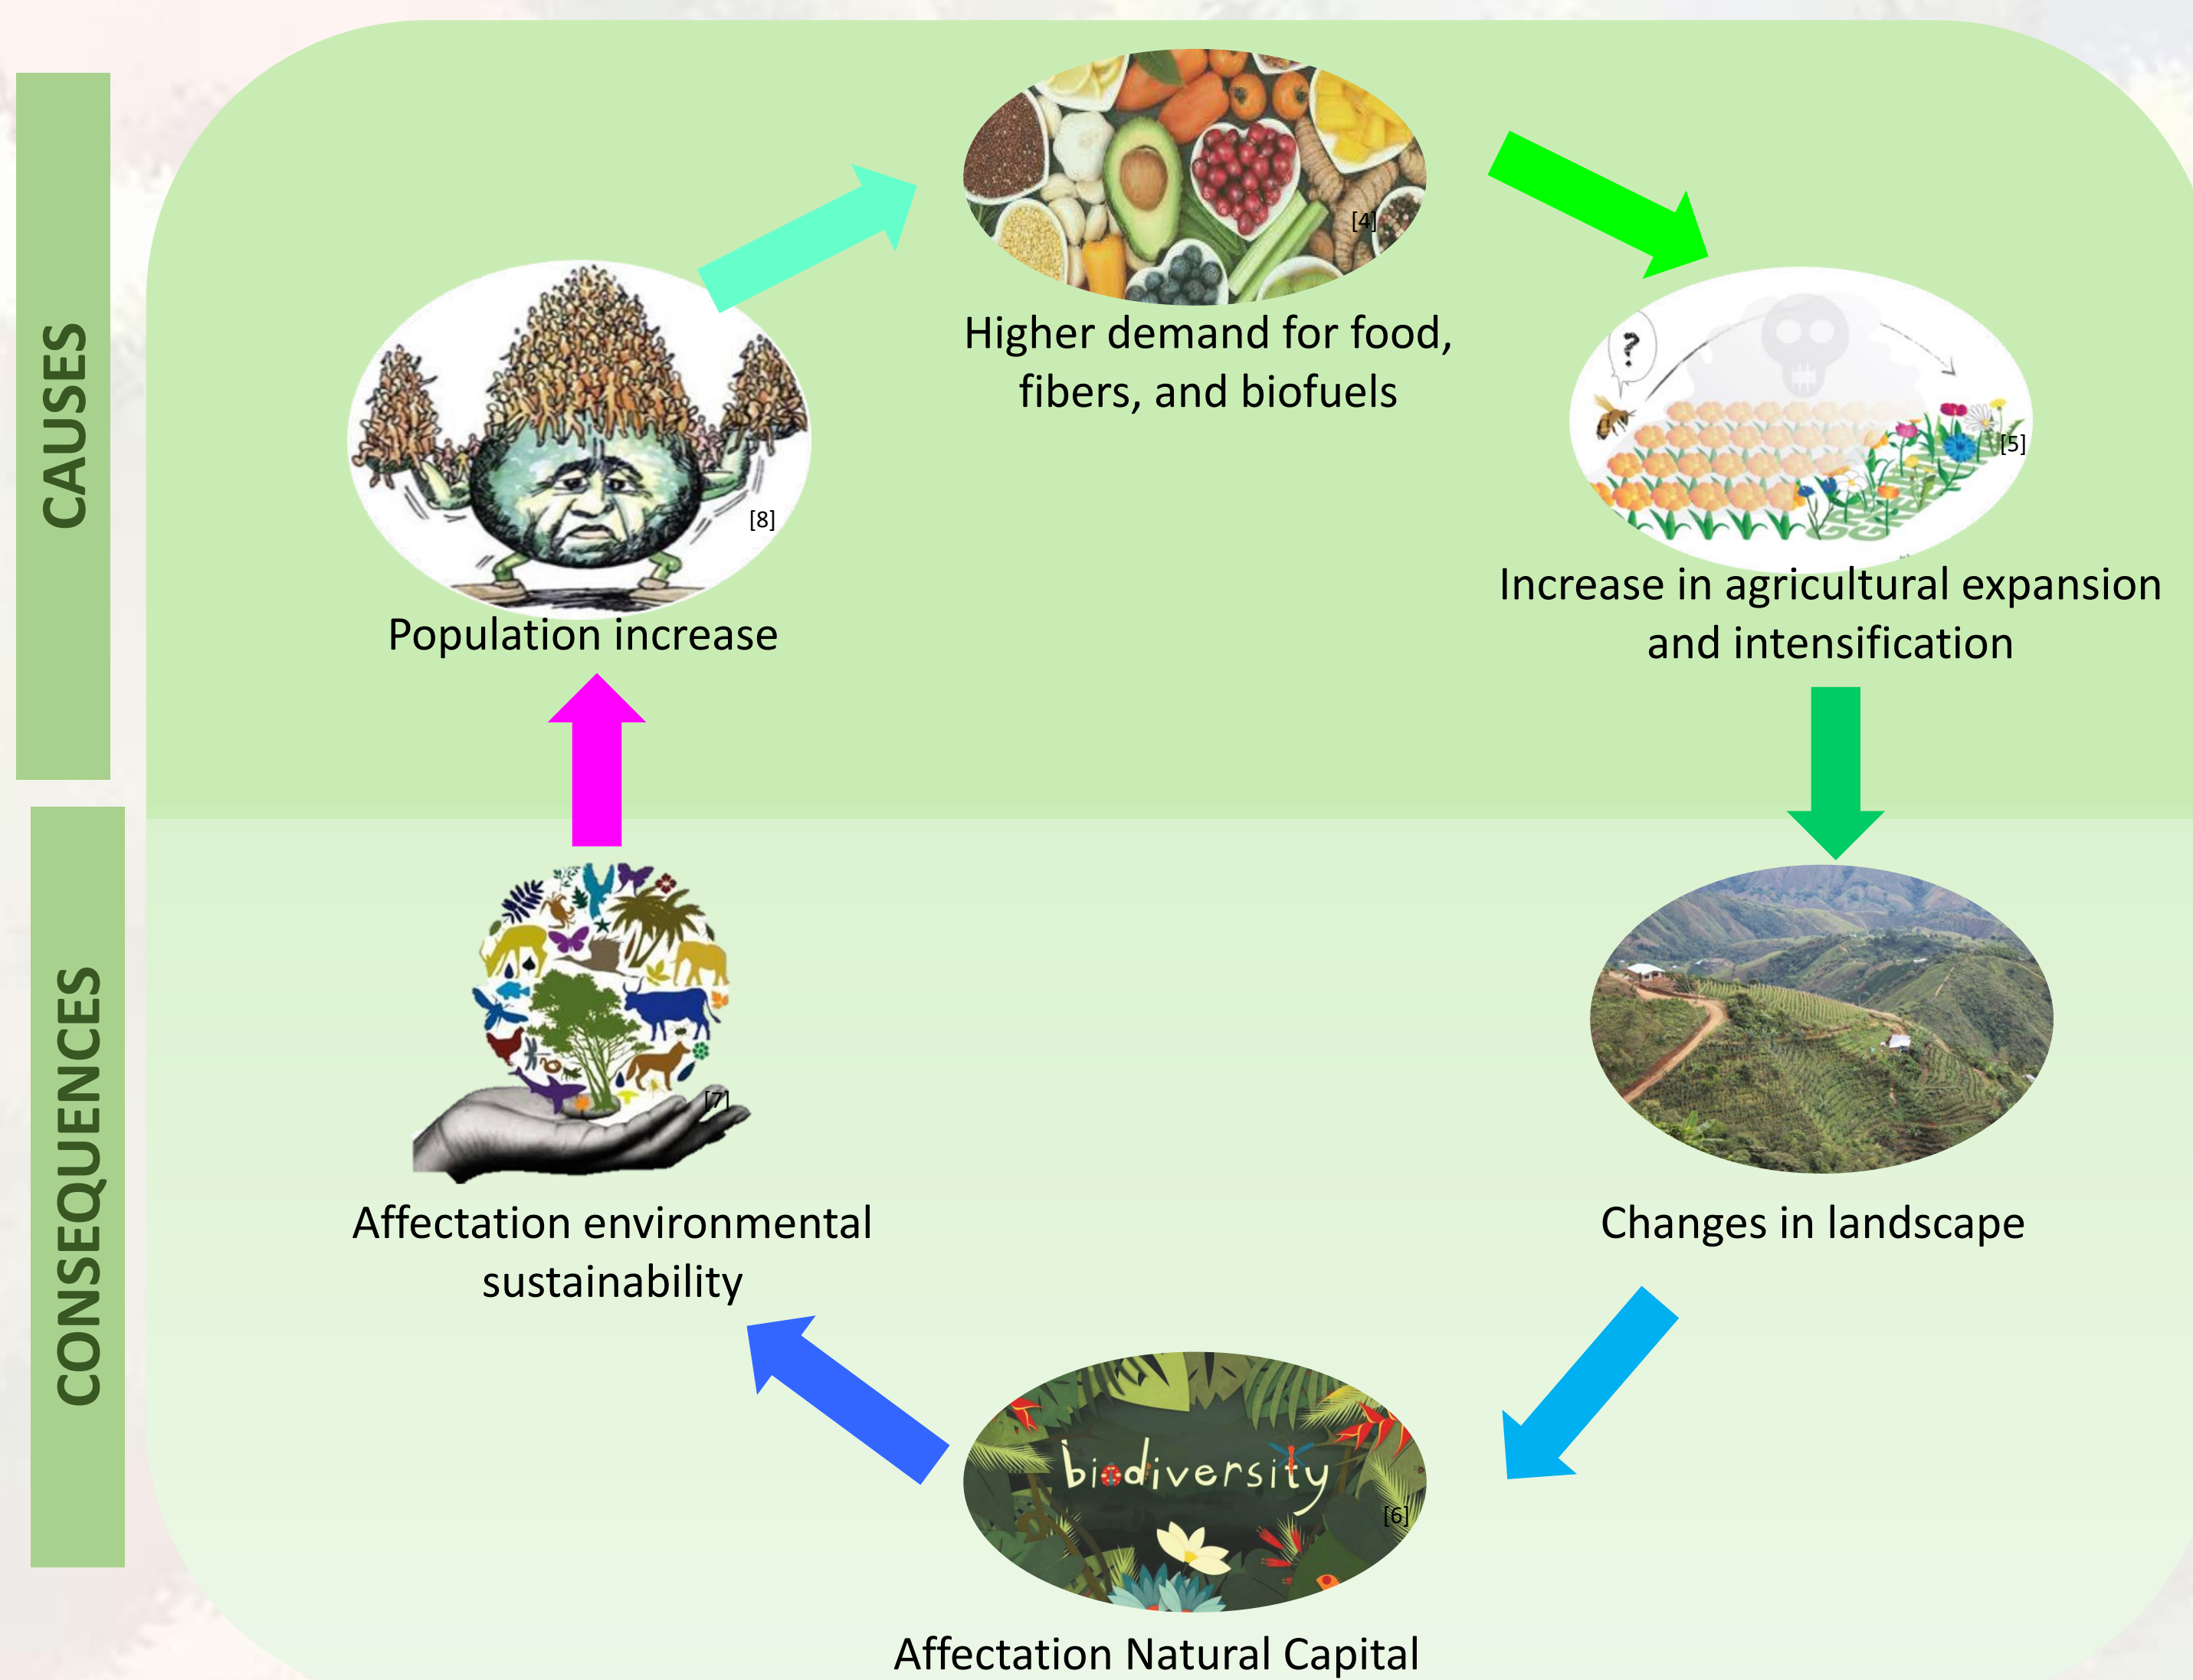 CAUSES
[4]
Higher demand for food,
fibers, and biofuels
?
[5]
Increase in agricultural expansion
and intensification
[8]
Population increase
CONSEQUENCES
[7]
Affectation environmental
sustainability
Changes in landscape
biodiversity
[6]
Affectation Natural Capital